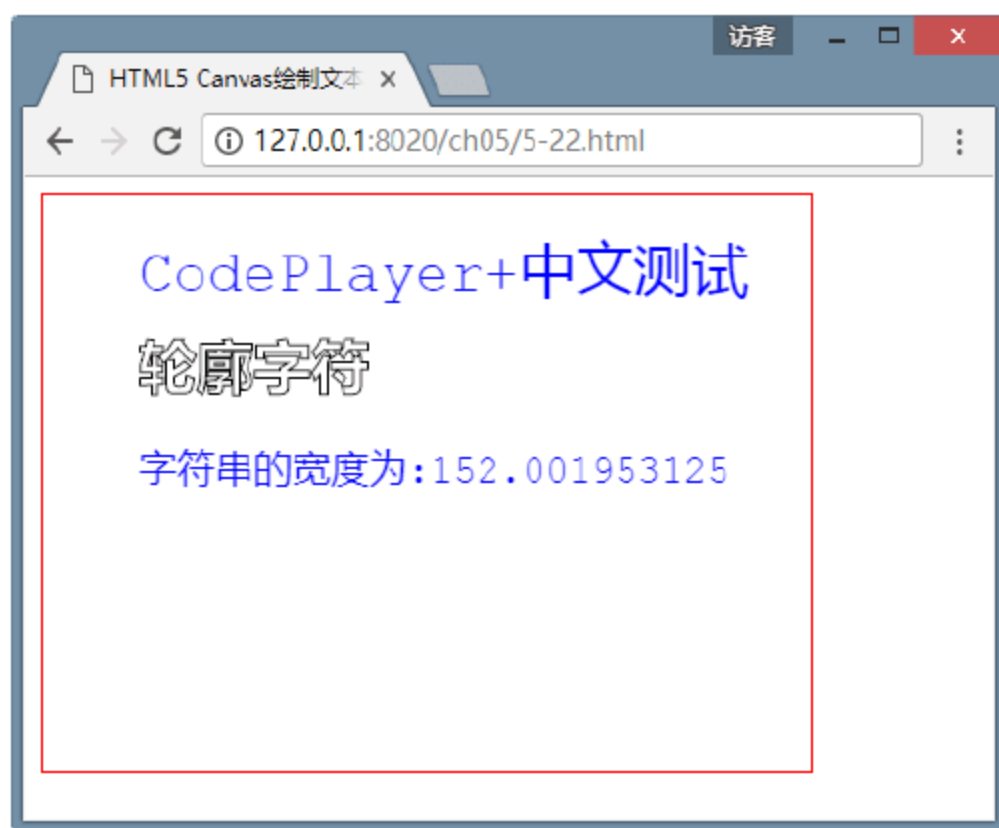 访客
HTML5 Canvas绘制文本
127.0.0.1:8020/ch05/5-22.html
CodePlayer+中文测试
轮廓字符
字符串的宽度为:152.001953125